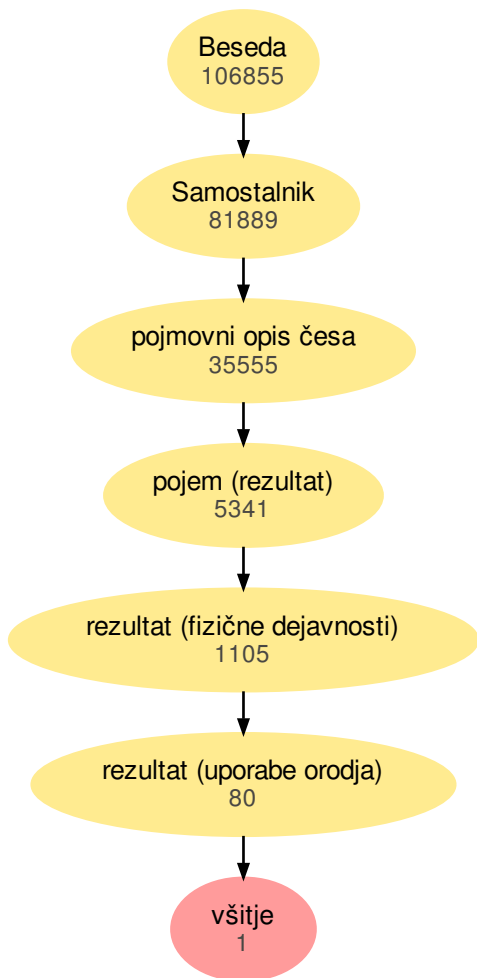 Beseda
106855
Samostalnik
81889
pojmovni opis česa
35555
pojem (rezultat)
5341
rezultat (fizične dejavnosti)
1105
rezultat (uporabe orodja)
80
všitje
1